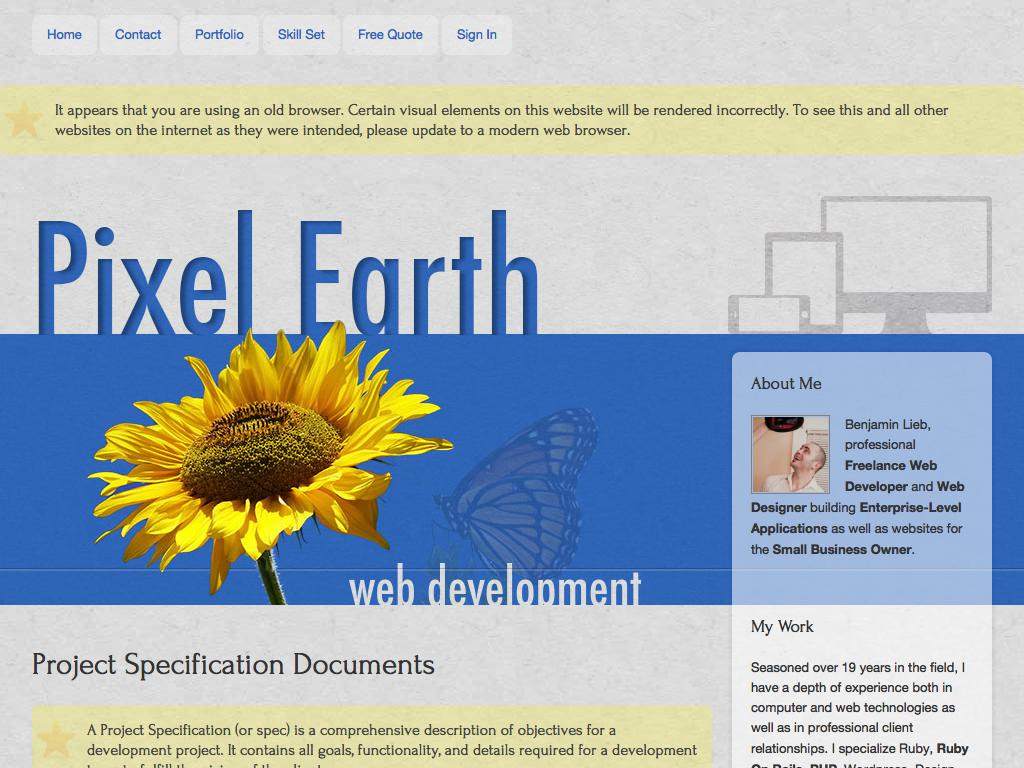 Home
Contact
Portfolio
Skill Set
Free Quote
Sign In
It appears that you are using an old browser. Certain visual elements on this website will be rendered incorrectly. To see this and all other
websites on the internet as they were intended, please update to a modern web browser.
Pixel Earth
web development
Project Specification Documents
A Project Specification (or spec) is a comprehensive description of objectives for a
development project. It contains all goals, functionality, and details required for a development
About Me
Benjamin Lieb,
professional
Freelance Web
Developer and Web
Designer building Enterprise-Level
Applications as well as websites for
the Small Business Owner.
My Work
Seasoned over 19 years in the field, I
have a depth of experience both in
computer and web technologies as
well as in professional client
relationships. I specialize Ruby, Ruby
On Rails, PHP, Wordpress, Design